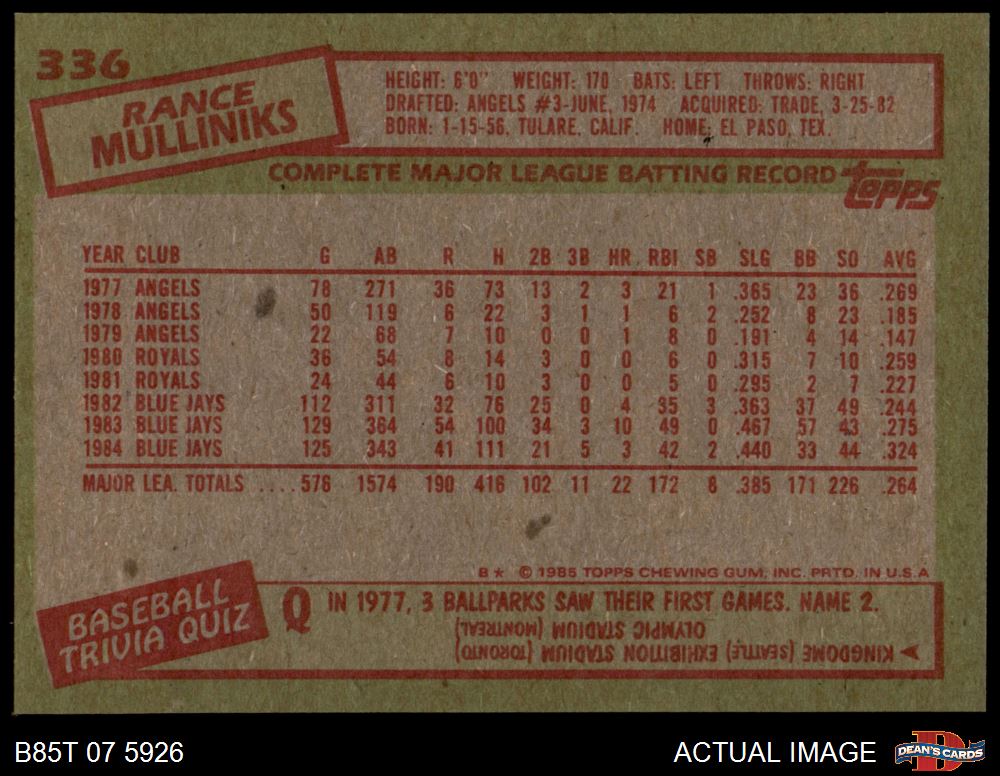 336
RANCE
MULLINIKS
HEIGHT: 6'0" WEIGHT: 170 BATS: LEFT THROWS: RIGHT
DRAFTED: ANGELS #3-JUNE, 1974 ACQUIRED: TRADE, 3-25-82
BORN: 1-15-56, TULARE, CALIF. HOME: EL PASO, TEX.
COMPLETE MAJOR LEAGUE BATTING RECORD topps
YEAR CLUB G AB R H 2B 3B HR RBI SB SLG BB SO AVG
1977 ANGELS 78 271 36 73 13 2 3 21 1 .365 23 36 .269
1978 ANGELS 50 119 6 22 3 1 1 6 2 .252 8 23 .185
1979 ANGELS 22 68 7 10 0 0 1 8 0 .191 4 14 .147
1980 ROYALS 36 54 8 14 3 0 0 6 0 .315 7 10 .259
1981 ROYALS 24 44 6 10 3 0 0 5 0 .295 2 7 .227
1982 BLUE JAYS 112 311 32 76 25 0 4 35 3 .363 37 49 .244
1983 BLUE JAYS 129 364 54 100 34 3 10 49 0 .467 57 43 .275
1984 BLUE JAYS 125 343 41 111 21 5 3 42 2 .440 33 44 .324
MAJOR LEA. TOTALS ....576 1574 190 416 102 11 22 172 8 .385 171 226 .264
B★ © 1985 TOPPS CHEWING GUM, INC. PRTD. IN U.S.A
BASEBALL
TRIVIA QUIZ
Q IN 1977, 3 BALLPARKS SAW THEIR FIRST GAMES. NAME 2.
KINGDOME (SEATTLE) EXHIBITION STADIUM (TORONTO)
OLYMPIC STADIUM (MONTREAL)
B85T 07 5926
ACTUAL IMAGE
DEAN'S CARDS